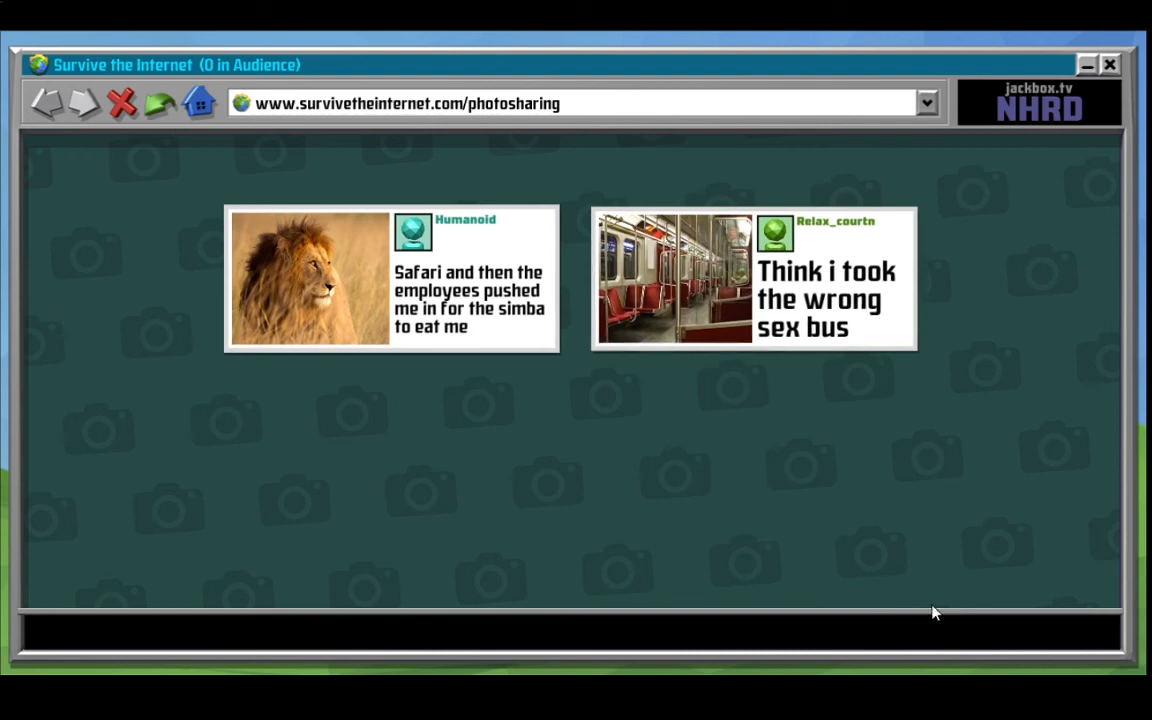 Survive the Internet (0 in Audience)
www.survivetheinternet.com/photosharing
jackbox.tv
NHRD
Humanoid
Safari and then the
employees pushed
me in for the simba
to eat me
Relax_courtn
Think i took
the wrong
sex bus